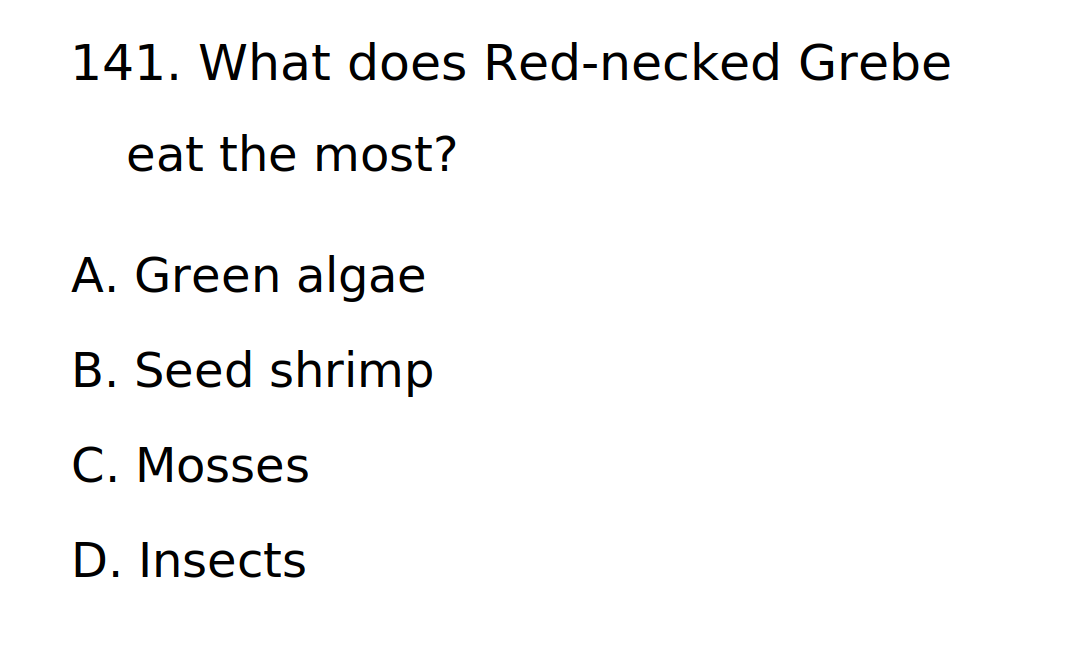 141. What does Red-necked Grebe
eat the most?
A. Green algae
B. Seed shrimp
C. Mosses
D. Insects